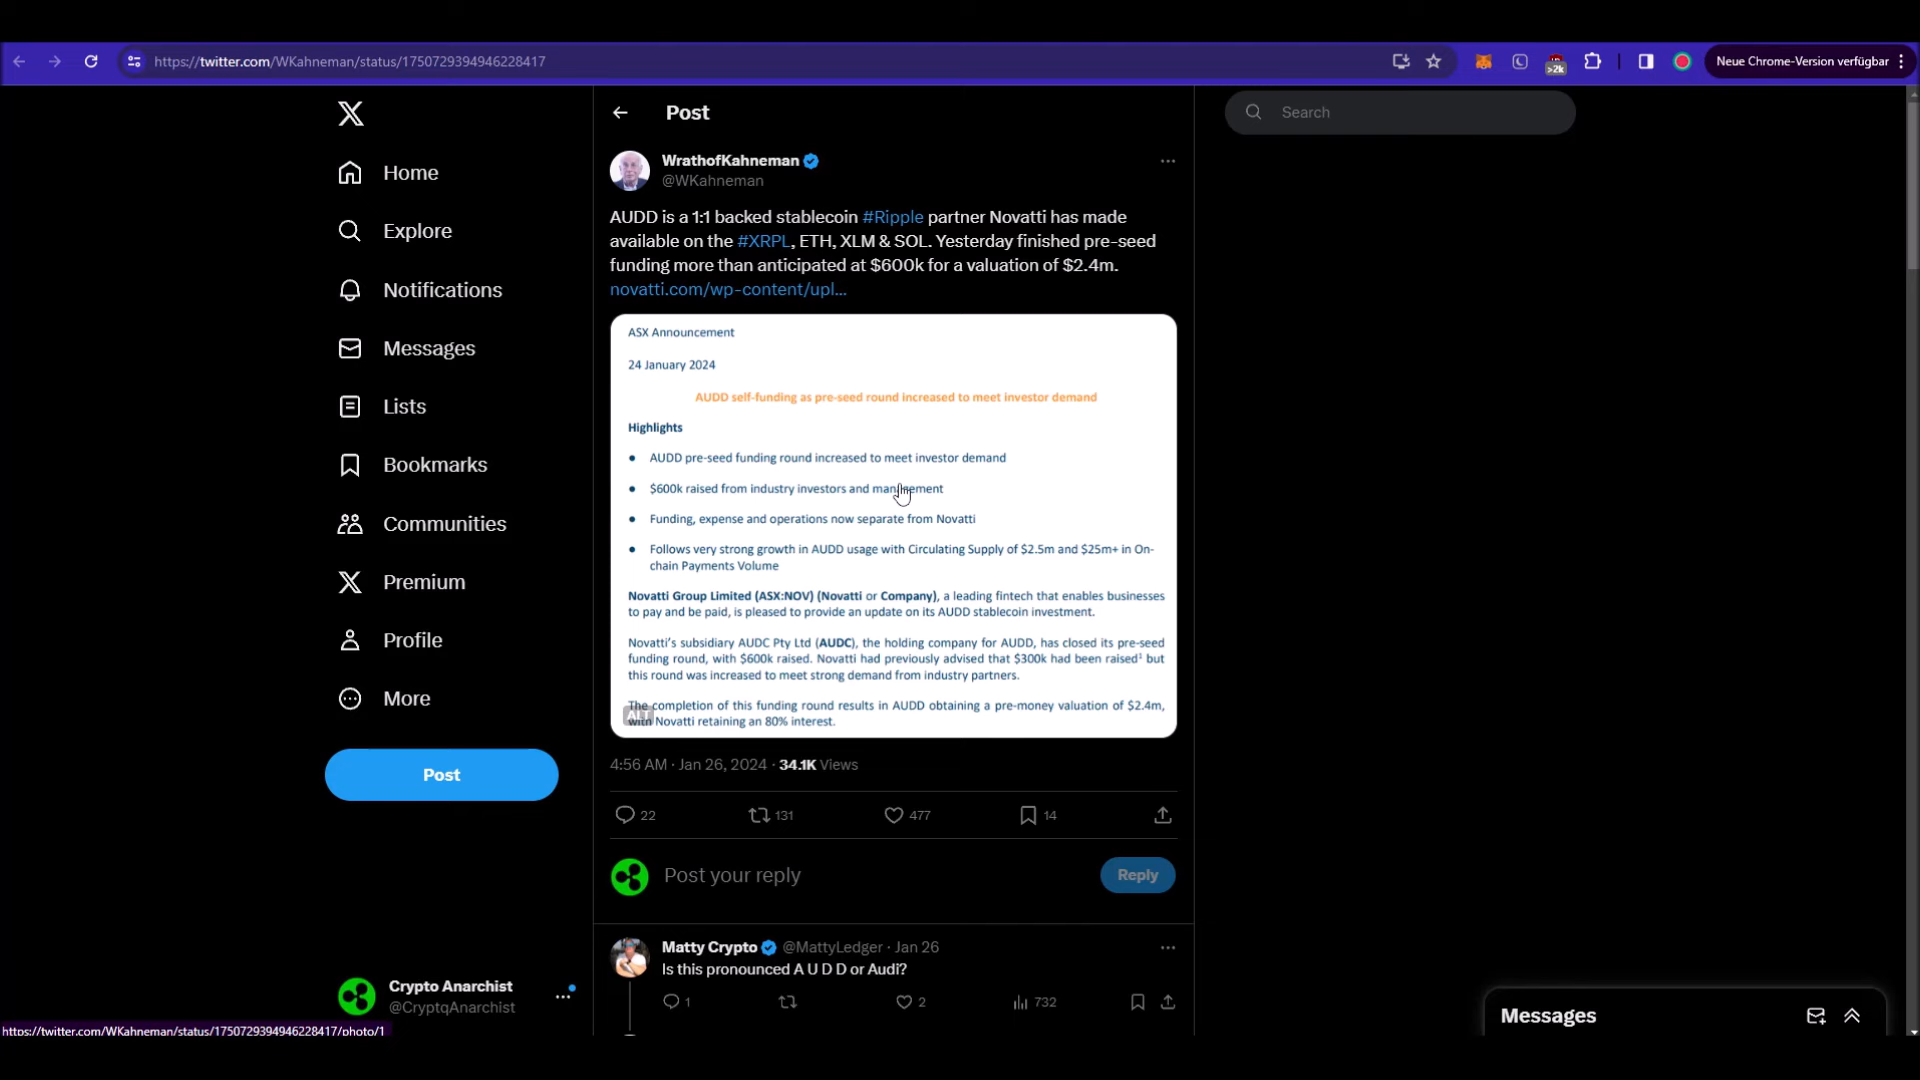 https://twitter.com/WKahneman/status/1750729394946228417
>2k
Neue Chrome-Version verfügbar
Home
Explore
Notifications
Messages
Lists
Bookmarks
Communities
Premium
Profile
More
Post
Crypto Anarchist
@CryptqAnarchist
https://twitter.com/WKahneman/status/1750729394946228417/photo/1
Post
WrathofKahneman
@WKahneman
AUDD is a 1:1 backed stablecoin #Ripple partner Novatti has made
available on the #XRPL, ETH, XLM & SOL. Yesterday finished pre-seed
funding more than anticipated at $600k for a valuation of $2.4m.
novatti.com/wp-content/upl...
ASX Announcement
24 January 2024
AUDD self-funding as pre-seed round increased to meet investor demand
Highlights
● AUDD pre-seed funding round increased to meet investor demand
● $600k raised from industry investors and management
● Funding, expense and operations now separate from Novatti
● Follows very strong growth in AUDD usage with Circulating Supply of $2.5m and $25m+ in On-
chain Payments Volume
Novatti Group Limited (ASX:NOV) (Novatti or Company), a leading fintech that enables businesses
to pay and be paid, is pleased to provide an update on its AUDD stablecoin investment.
Novatti's subsidiary AUDC Pty Ltd (AUDC), the holding company for AUDD, has closed its pre-seed
funding round, with $600k raised. Novatti had previously advised that $300k had been raised¹ but
this round was increased to meet strong demand from industry partners.
The completion of this funding round results in AUDD obtaining a pre-money valuation of $2.4m,
with Novatti retaining an 80% interest.
ALT
4:56 AM · Jan 26, 2024 · 34.1K Views
22 131 477 14
Post your reply
Reply
Matty Crypto @MattyLedger · Jan 26
Is this pronounced A U D D or Audi?
1 2 732
Search
Messages